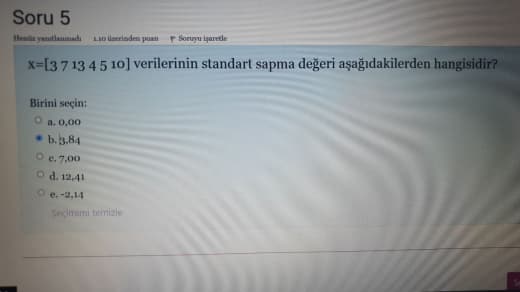 Soru 5
Henüz yanıtlanmadı 1.10 üzerinden puan Soruyu işaretle
x=[3 7 13 4 5 10] verilerinin standart sapma değeri aşağıdakilerden hangisidir?
Birini seçin:
a. 0,00
b. 3,84
c. 7,00
d. 12,41
e. -2,14
Seçimimi temizle